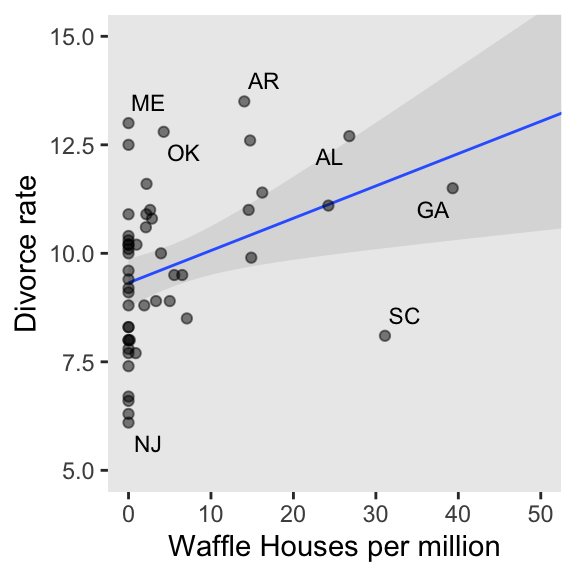 15.0
12.5
10.0
7.5
5.0
Divorce rate
ME
AR
OK
AL
GA
SC
NJ
0 10 20 30 40 50
Waffle Houses per million